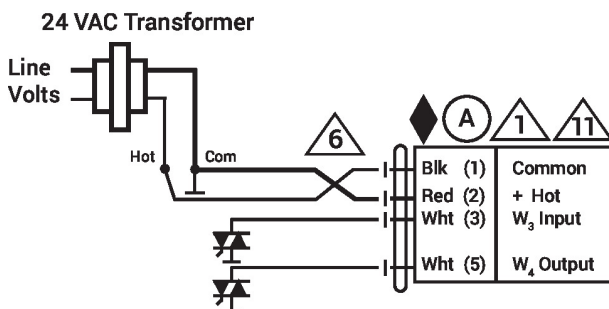 24 VAC Transformer
Line
Volts
Hot
Com
6
A
1
11
Blk (1) Common
Red (2) + Hot
Wht (3) W₃ Input
Wht (5) W₄ Output